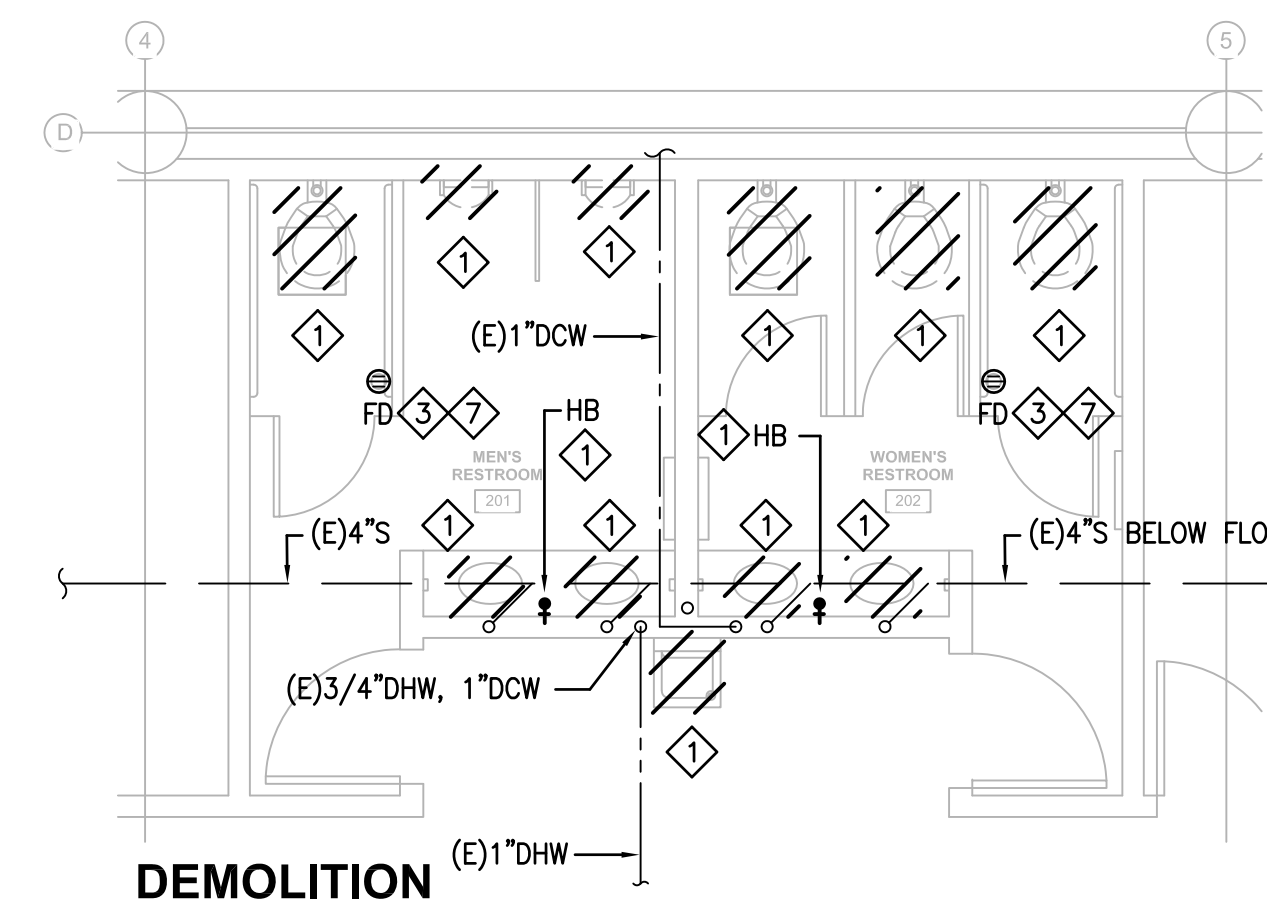 4
5
D
1
1
(E)1"DCW
1
1
1
1
FD 3 7
FD 3 7
HB
1
1 HB
MEN'S
RESTROOM
201
WOMEN'S
RESTROOM
202
1
1
1
1
(E)4"S
(E)4"S BELOW FLO
(E)3/4"DHW, 1"DCW
1
(E)1"DHW
DEMOLITION